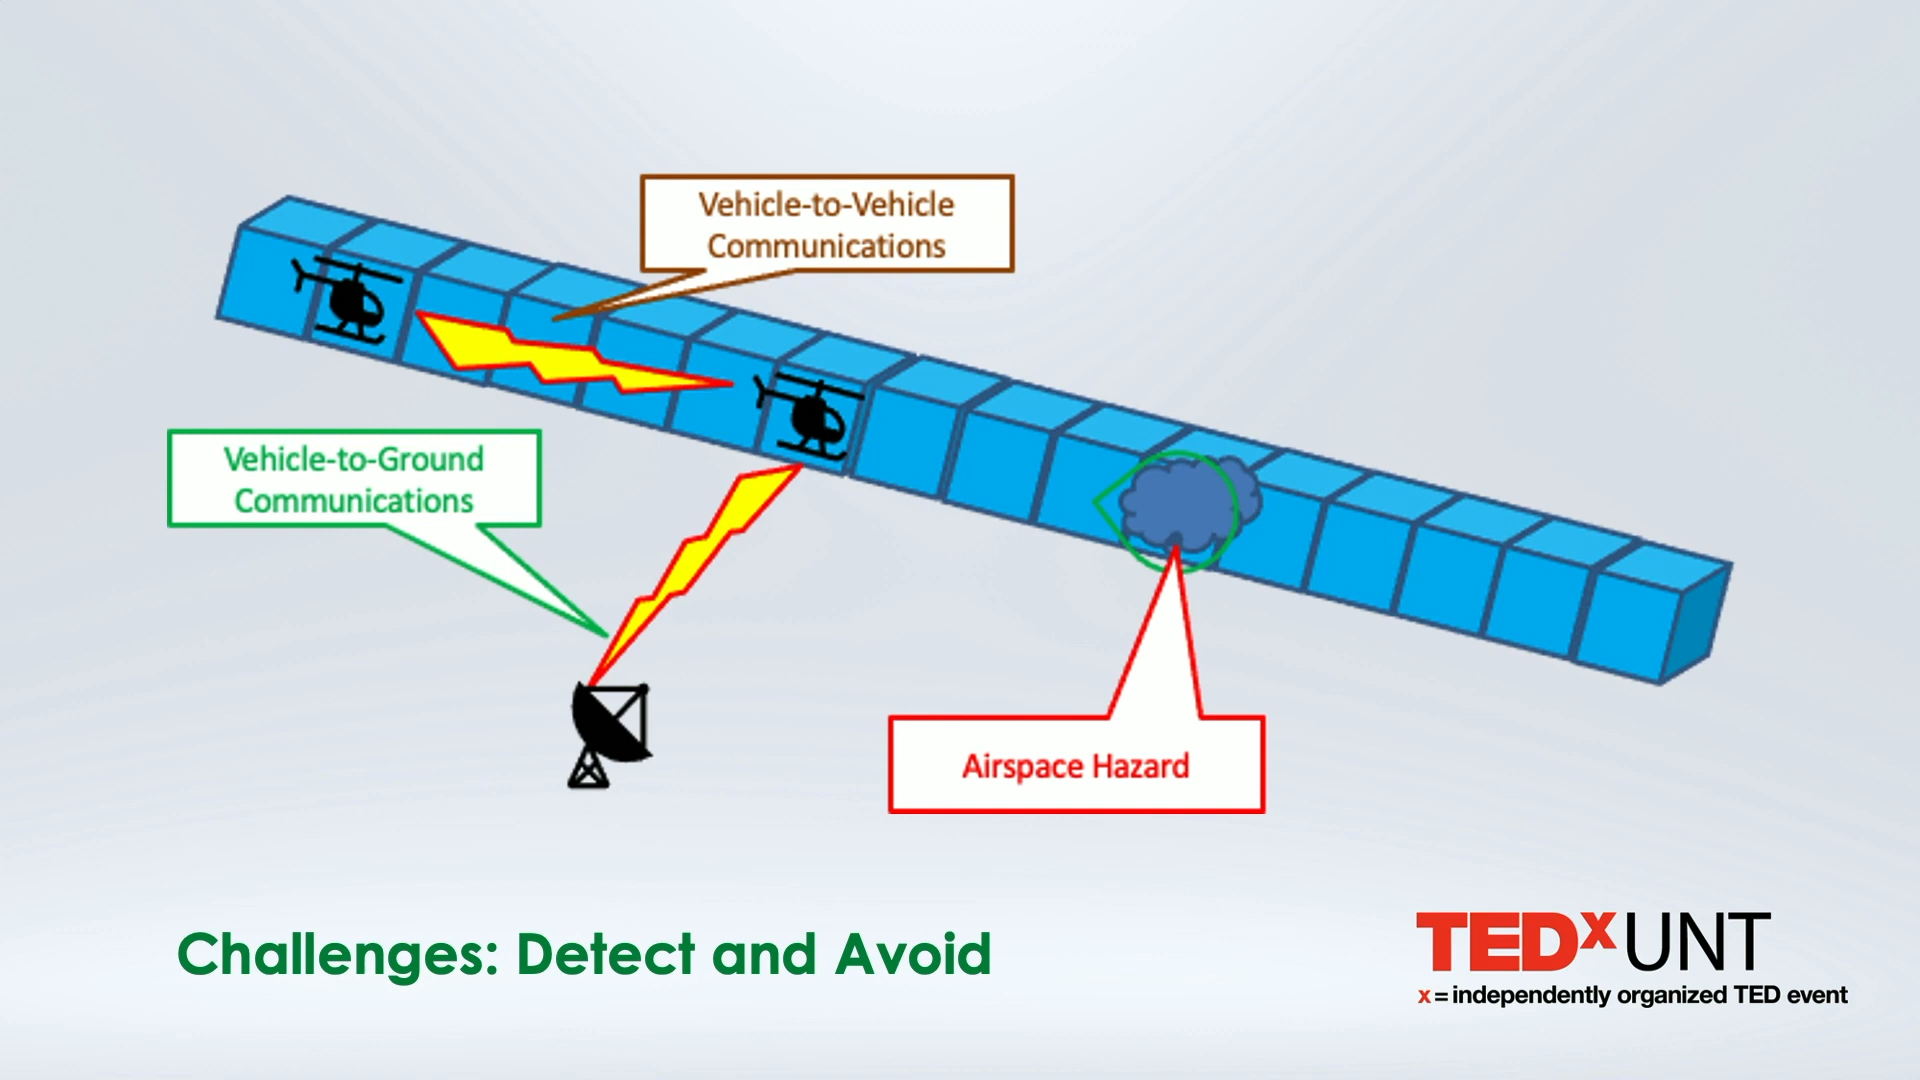 Vehicle-to-Vehicle
Communications
Vehicle-to-Ground
Communications
Airspace Hazard
Challenges: Detect and Avoid
TEDxUNT
x = independently organized TED event